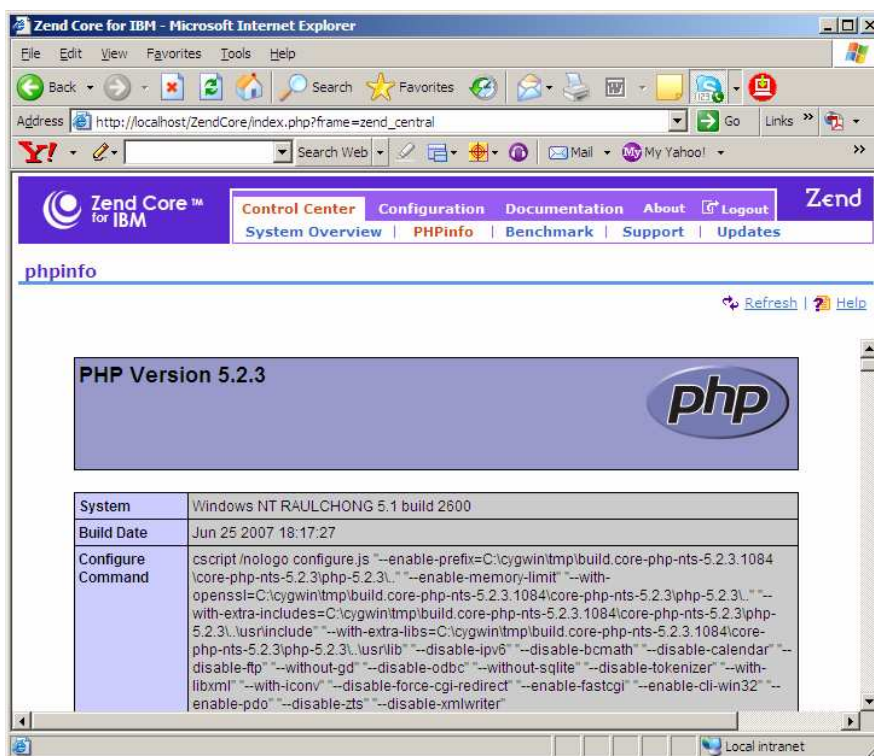 Zend Core for IBM - Microsoft Internet Explorer
File Edit View Favorites Tools Help
Back Search Favorites
Address http://localhost/ZendCore/index.php?frame=zend_central Go Links »
Y! Search Web Mail My My Yahoo! »
Zend Core ™ Control Center Configuration Documentation About Logout Zend
for IBM System Overview | PHPinfo | Benchmark | Support | Updates
phpinfo
Refresh | Help
PHP Version 5.2.3 php
System Windows NT RAULCHONG 5.1 build 2600
Build Date Jun 25 2007 18:17:27
Configure cscript /nologo configure.js "--enable-prefix=C:\cygwin\tmp\build.core-php-nts-5.2.3.1084
Command \core-php-nts-5.2.3\php-5.2.3\.." "--enable-memory-limit" "--with-
openssl=C:\cygwin\tmp\build.core-php-nts-5.2.3.1084\core-php-nts-5.2.3\php-5.2.3\.." "--
with-extra-includes=C:\cygwin\tmp\build.core-php-nts-5.2.3.1084\core-php-nts-5.2.3\php-
5.2.3\..\usr\include" "--with-extra-libs=C:\cygwin\tmp\build.core-php-nts-5.2.3.1084\core-
php-nts-5.2.3\php-5.2.3\..\usr\lib" "--disable-ipv6" "--disable-bcmath" "--disable-calendar" "--
disable-ftp" "--without-gd" "--disable-odbc" "--without-sqlite" "--disable-tokenizer" "--with-
libxml" "--with-iconv" "--disable-force-cgi-redirect" "--enable-fastcgi" "--enable-cli-win32" "--
enable-pdo" "--disable-zts" "--disable-xmlwriter"
Local intranet